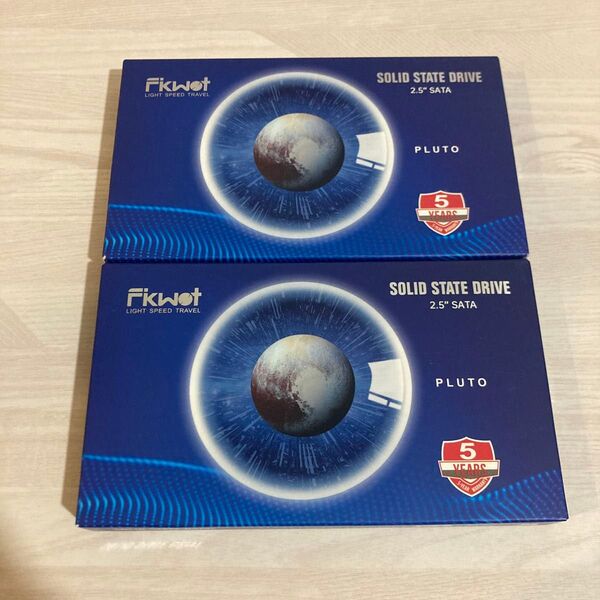 Fikwot
LIGHT SPEED TRAVEL
SOLID STATE DRIVE
2.5" SATA
PLUTO
5
YEARS
Fikwot
LIGHT SPEED TRAVEL
SOLID STATE DRIVE
2.5" SATA
PLUTO
5
YEARS